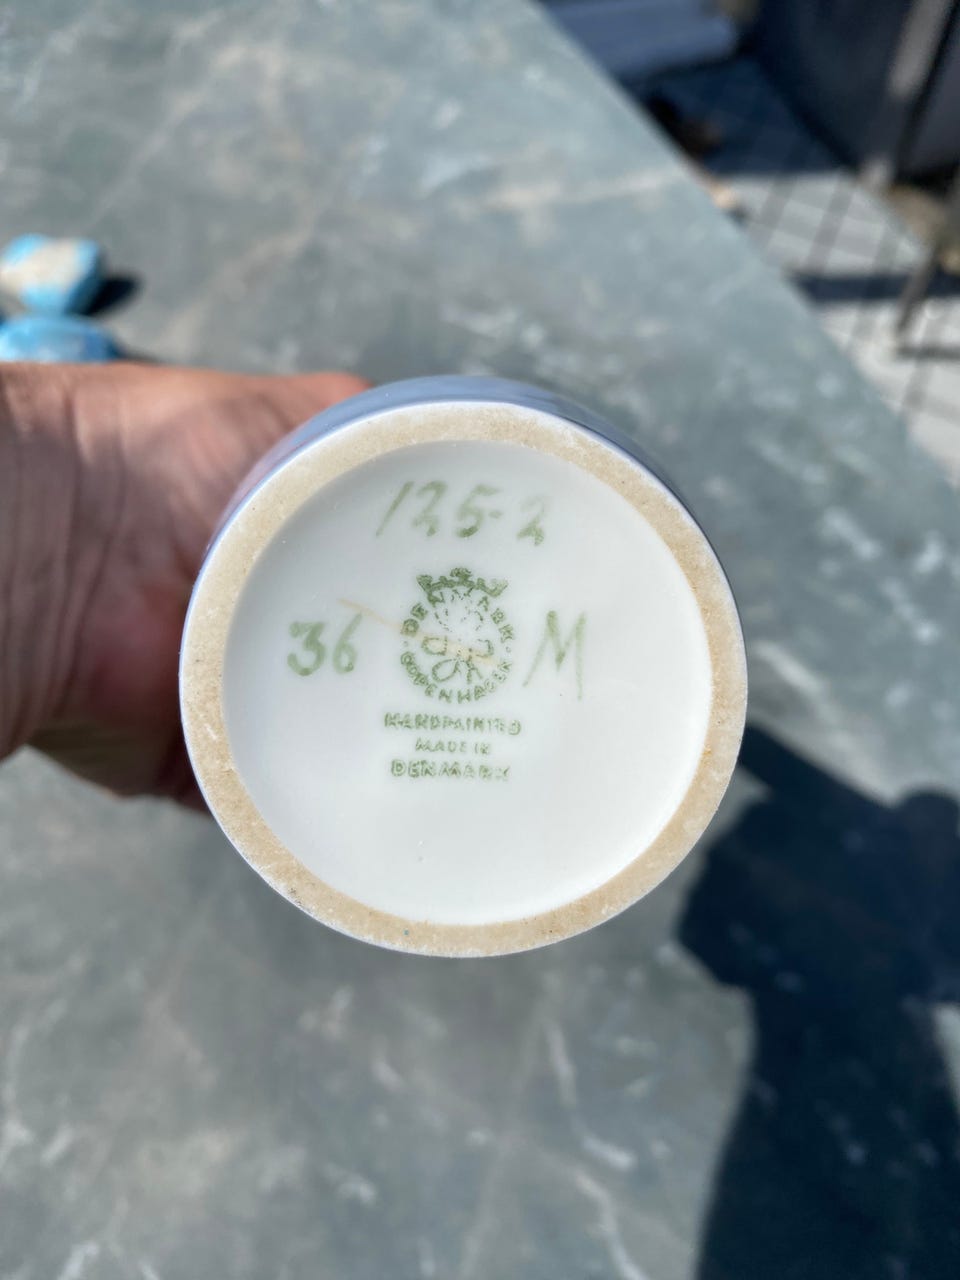 125-2
DENMARK
COPENHAGEN
36
M
HANDPAINTED
MADE IN
DENMARK